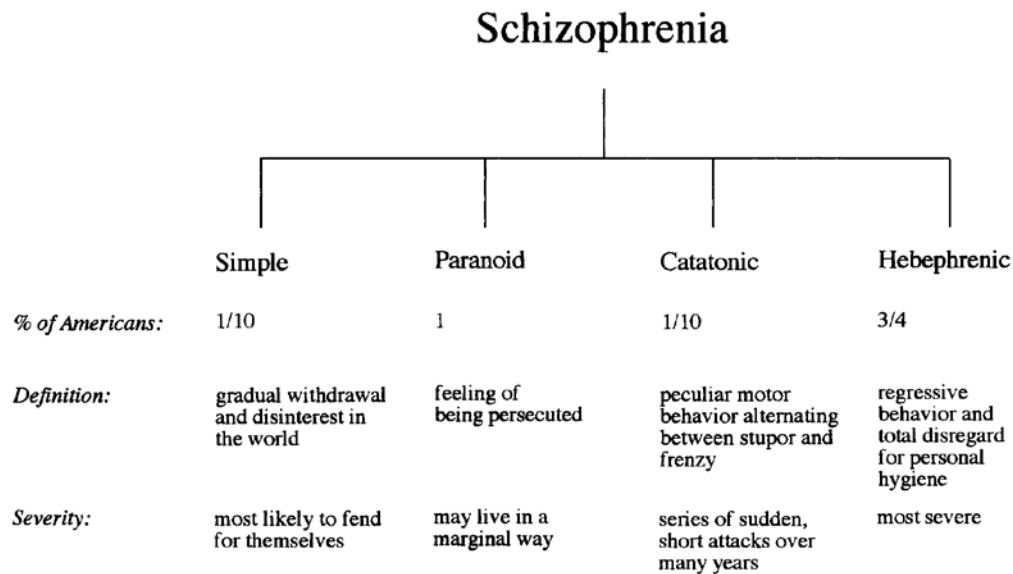 Schizophrenia
Simple Paranoid Catatonic Hebephrenic
% of Americans: 1/10 1 1/10 3/4
Definition: gradual withdrawal feeling of peculiar motor regressive
and disinterest in being persecuted behavior alternating behavior and
the world between stupor and total disregard
frenzy for personal
hygiene
Severity: most likely to fend may live in a series of sudden, most severe
for themselves marginal way short attacks over
many years